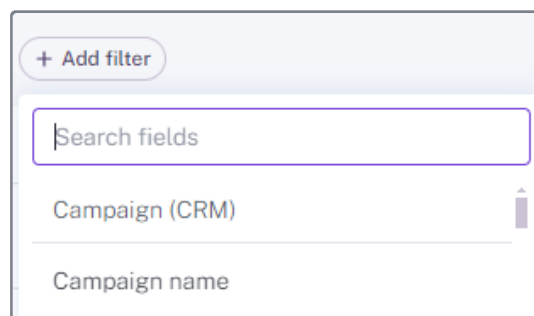 + Add filter
Search fields
Campaign (CRM)
Campaign name